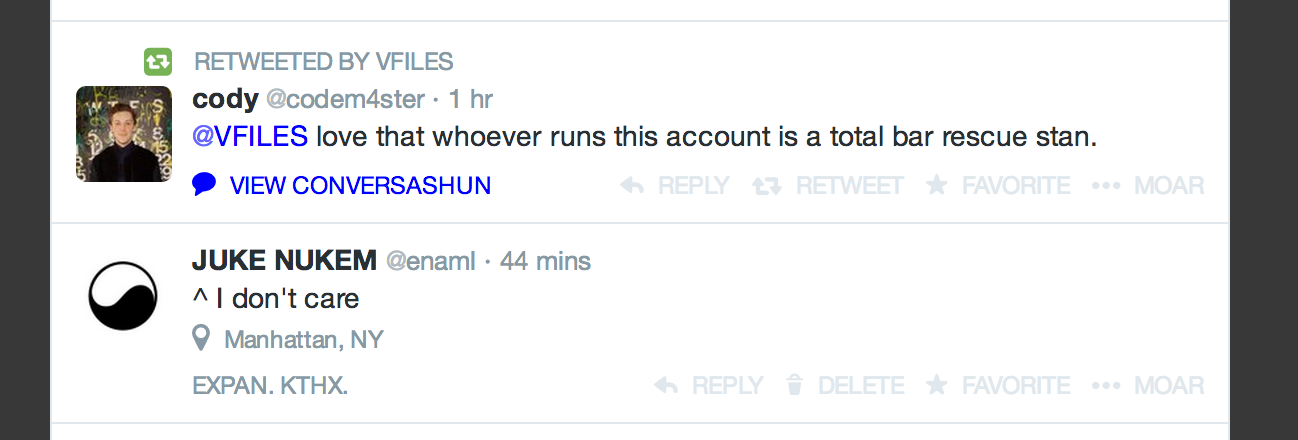 RETWEETED BY VFILES
cody @codem4ster · 1 hr
@VFILES love that whoever runs this account is a total bar rescue stan.
VIEW CONVERSASHUN REPLY RETWEET FAVORITE MOAR
JUKE NUKEM @enaml · 44 mins
^ I don't care
Manhattan, NY
EXPAN. KTHX. REPLY DELETE FAVORITE MOAR